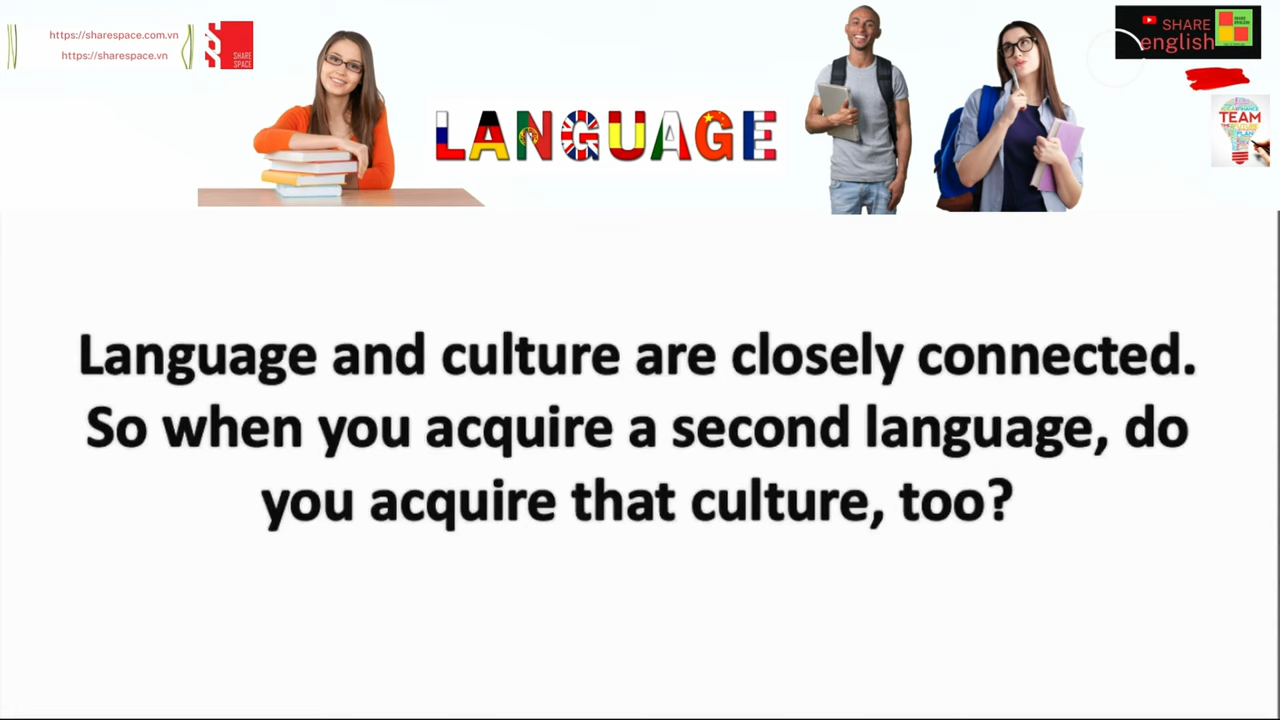 https://sharespace.com.vn
https://sharespace.vn
SHARE
SPACE
LANGUAGE
SHARE
english
TEAM
PLAN
Language and culture are closely connected.
So when you acquire a second language, do
you acquire that culture, too?